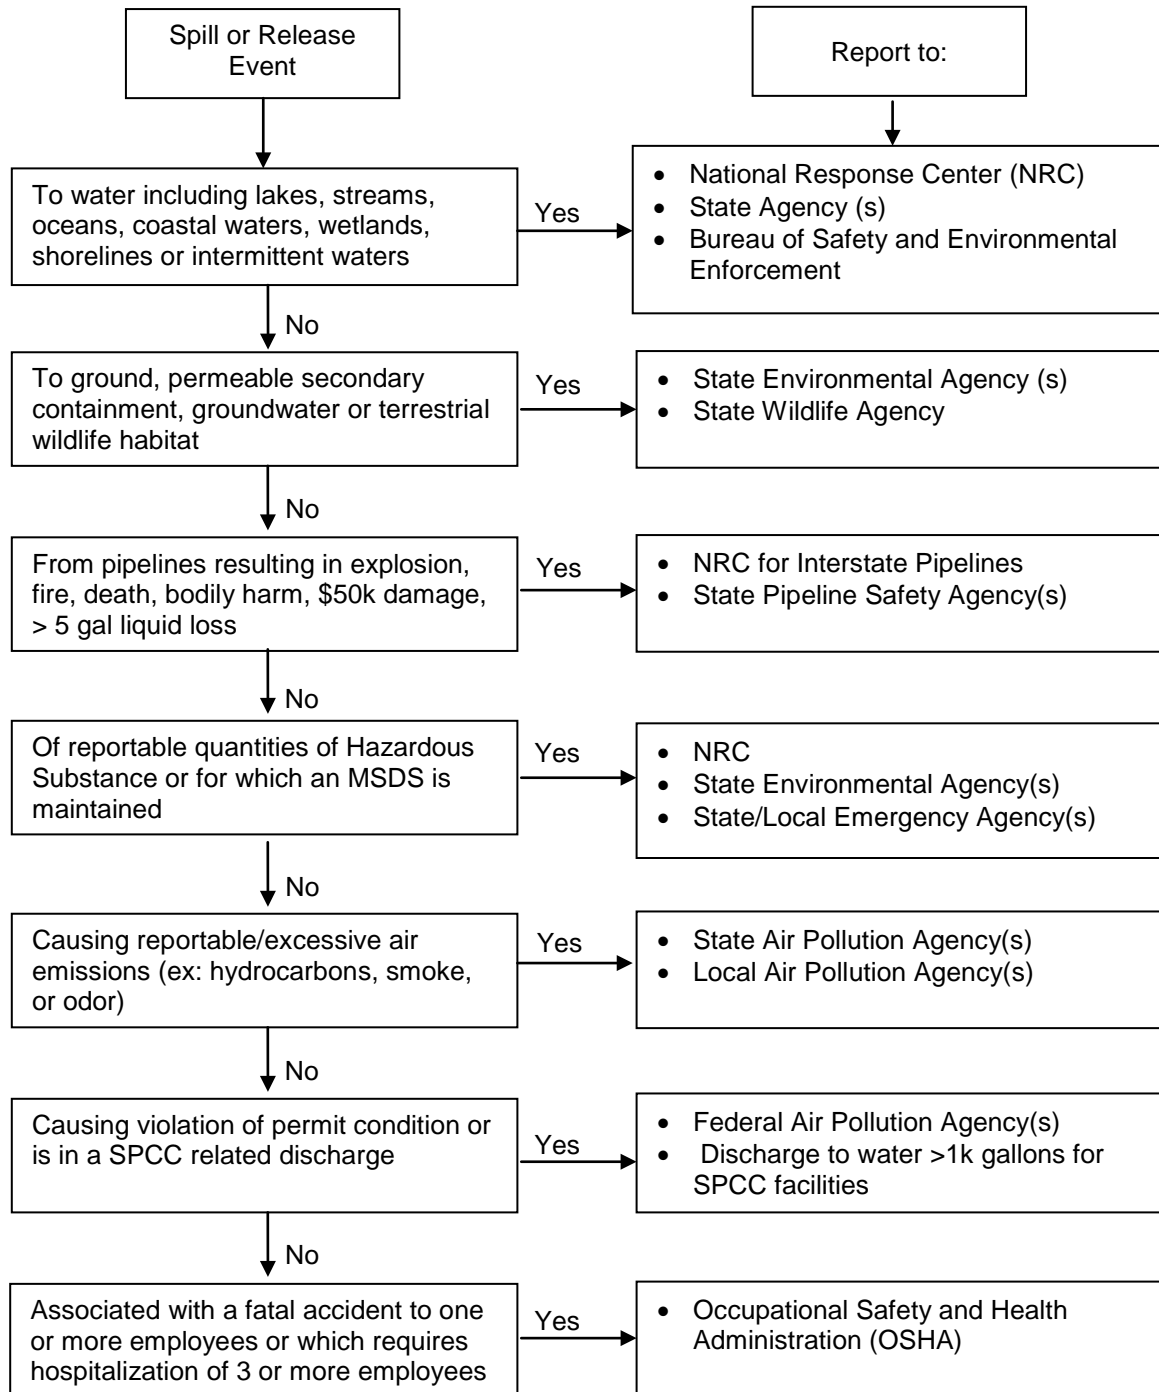 Spill or Release
Event
Report to:
To water including lakes, streams,
oceans, coastal waters, wetlands,
shorelines or intermittent waters
Yes
• National Response Center (NRC)
• State Agency (s)
• Bureau of Safety and Environmental
Enforcement
No
To ground, permeable secondary
containment, groundwater or terrestrial
wildlife habitat
Yes
• State Environmental Agency (s)
• State Wildlife Agency
No
From pipelines resulting in explosion,
fire, death, bodily harm, $50k damage,
> 5 gal liquid loss
Yes
• NRC for Interstate Pipelines
• State Pipeline Safety Agency(s)
No
Of reportable quantities of Hazardous
Substance or for which an MSDS is
maintained
Yes
• NRC
• State Environmental Agency(s)
• State/Local Emergency Agency(s)
No
Causing reportable/excessive air
emissions (ex: hydrocarbons, smoke,
or odor)
Yes
• State Air Pollution Agency(s)
• Local Air Pollution Agency(s)
No
Causing violation of permit condition or
is in a SPCC related discharge
Yes
• Federal Air Pollution Agency(s)
• Discharge to water >1k gallons for
SPCC facilities
No
Associated with a fatal accident to one
or more employees or which requires
hospitalization of 3 or more employees
Yes
• Occupational Safety and Health
Administration (OSHA)